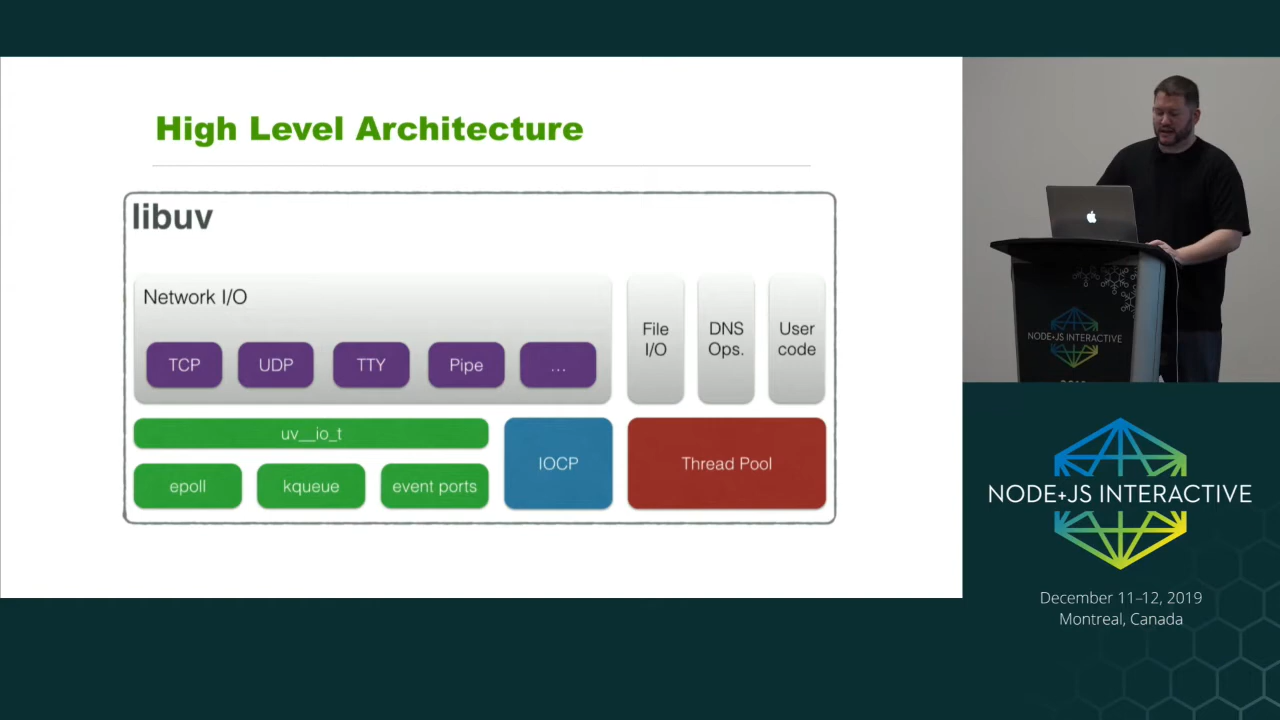 High Level Architecture
libuv
Network I/O
TCP
UDP
TTY
Pipe
...
File
I/O
DNS
Ops.
User
code
uv__io_t
epoll
kqueue
event ports
IOCP
Thread Pool
NODE+JS INTERACTIVE
NODE+JS INTERACTIVE
December 11–12, 2019
Montreal, Canada